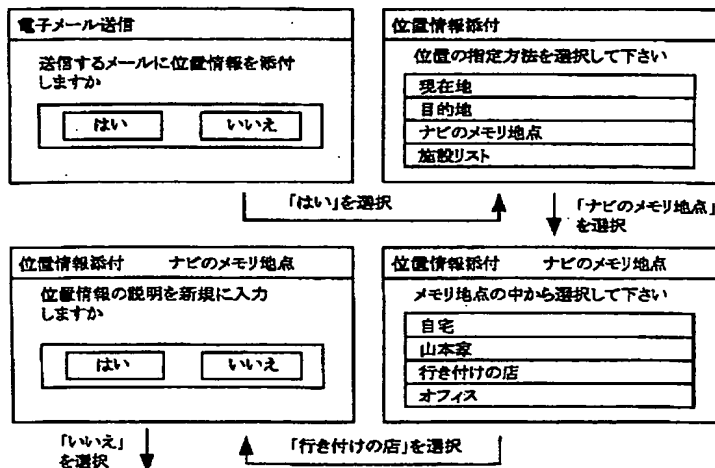 電子メール送信
送信するメールに位置情報を添付
しますか
はい
いいえ
位置情報添付
位置の指定方法を選択して下さい
現在地
目的地
ナビのメモリ地点
施設リスト
「はい」を選択
「ナビのメモリ地点」
を選択
位置情報添付 ナビのメモリ地点
メモリ地点の中から選択して下さい
自宅
山本家
行き付けの店
オフィス
「行き付けの店」を選択
位置情報添付 ナビのメモリ地点
位置情報の説明を新規に入力
しますか
はい
いいえ
「いいえ」
を選択